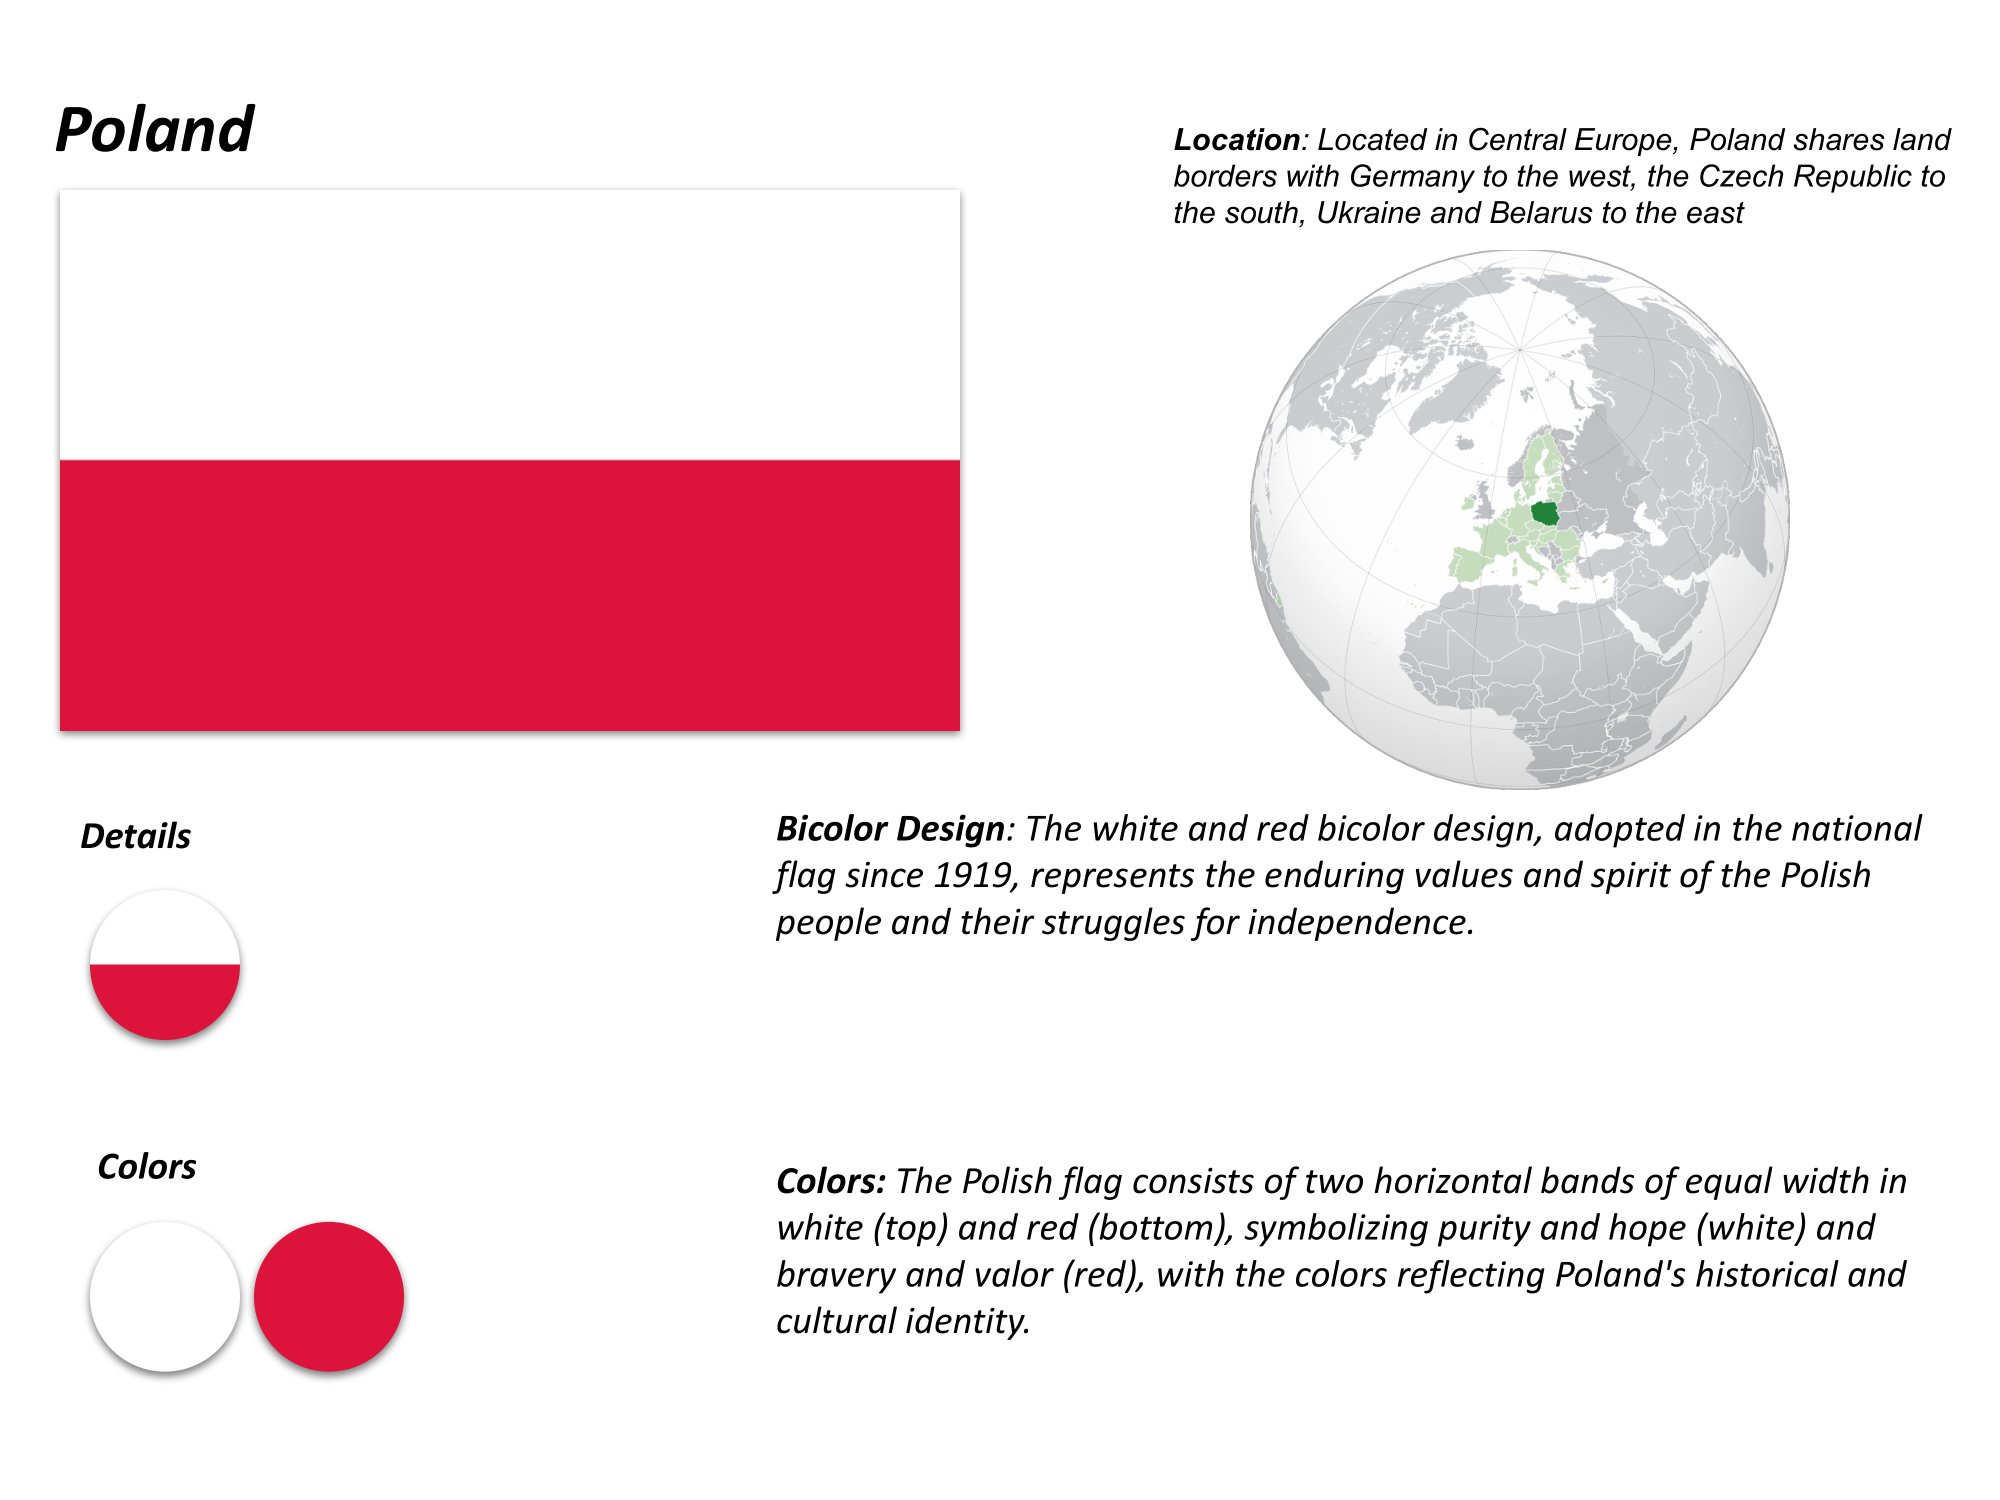 Poland
Location: Located in Central Europe, Poland shares land
borders with Germany to the west, the Czech Republic to
the south, Ukraine and Belarus to the east
Details
Bicolor Design: The white and red bicolor design, adopted in the national
flag since 1919, represents the enduring values and spirit of the Polish
people and their struggles for independence.
Colors
Colors: The Polish flag consists of two horizontal bands of equal width in
white (top) and red (bottom), symbolizing purity and hope (white) and
bravery and valor (red), with the colors reflecting Poland's historical and
cultural identity.